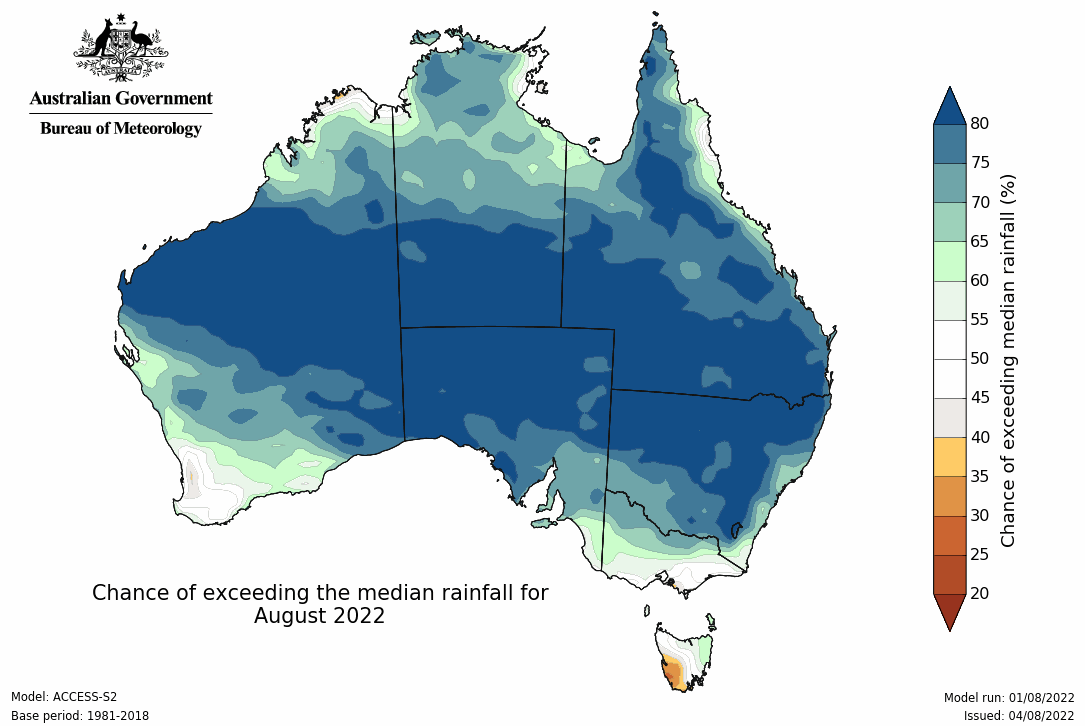 Australian Government
Bureau of Meteorology
80
75
70
65
60
55
50
45
40
35
30
25
20
Chance of exceeding median rainfall (%)
Chance of exceeding the median rainfall for
August 2022
Model: ACCESS-S2
Base period: 1981-2018
Model run: 01/08/2022
Issued: 04/08/2022